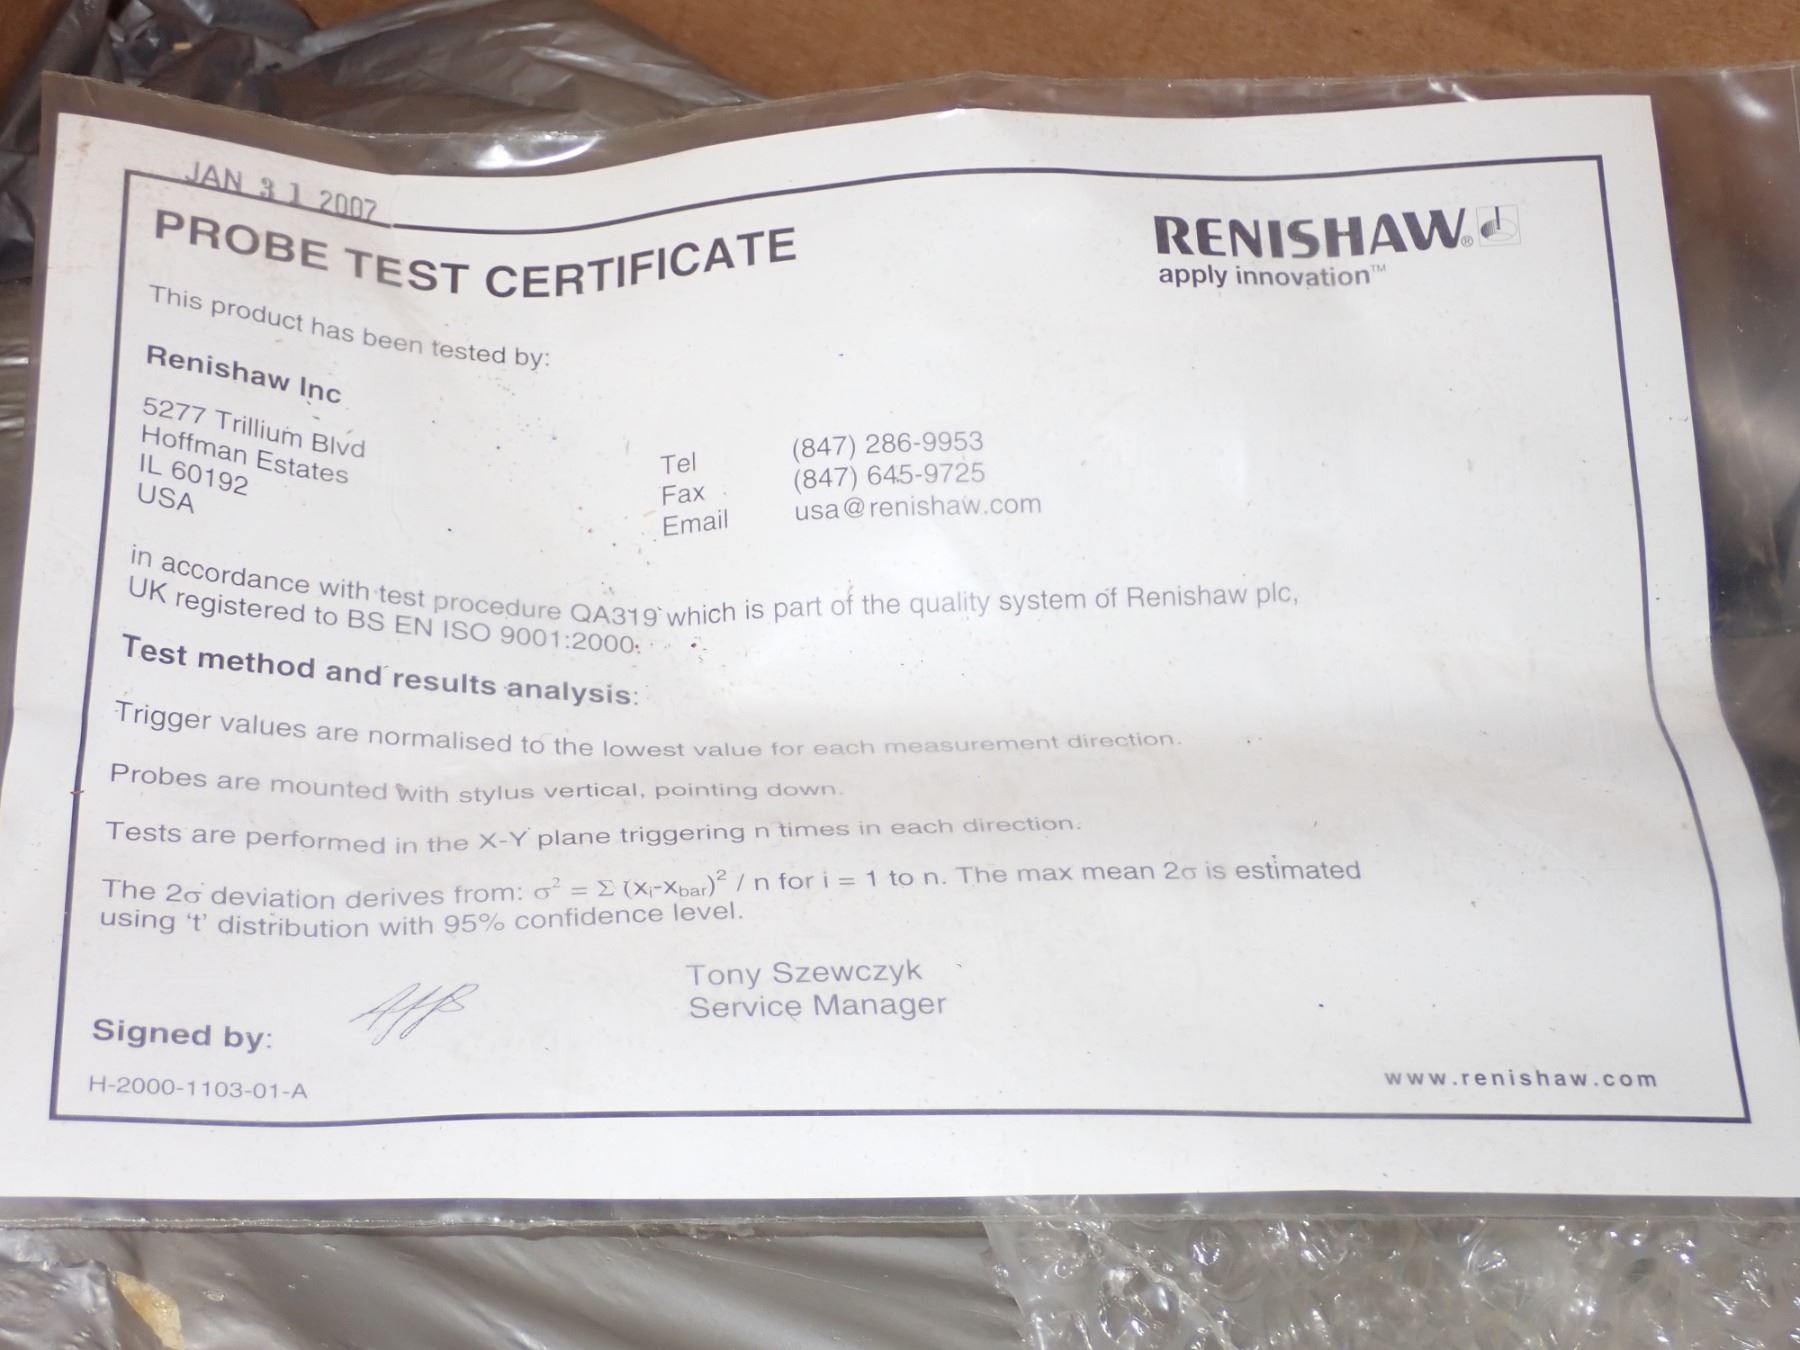 JAN 31 2007
PROBE TEST CERTIFICATE
RENISHAW®
apply innovation™
This product has been tested by:
Renishaw Inc
5277 Trillium Blvd
Hoffman Estates
IL 60192
USA
Tel (847) 286-9953
Fax (847) 645-9725
Email usa@renishaw.com
in accordance with test procedure QA319 which is part of the quality system of Renishaw plc,
UK registered to BS EN ISO 9001:2000.
Test method and results analysis:
Trigger values are normalised to the lowest value for each measurement direction.
Probes are mounted with stylus vertical, pointing down.
Tests are performed in the X-Y plane triggering n times in each direction.
The 2σ deviation derives from: σ² = Σ (xi-xbar)² / n for i = 1 to n. The max mean 2σ is estimated
using 't' distribution with 95% confidence level.
Tony Szewczyk
Service Manager
Signed by:
H-2000-1103-01-A
www.renishaw.com